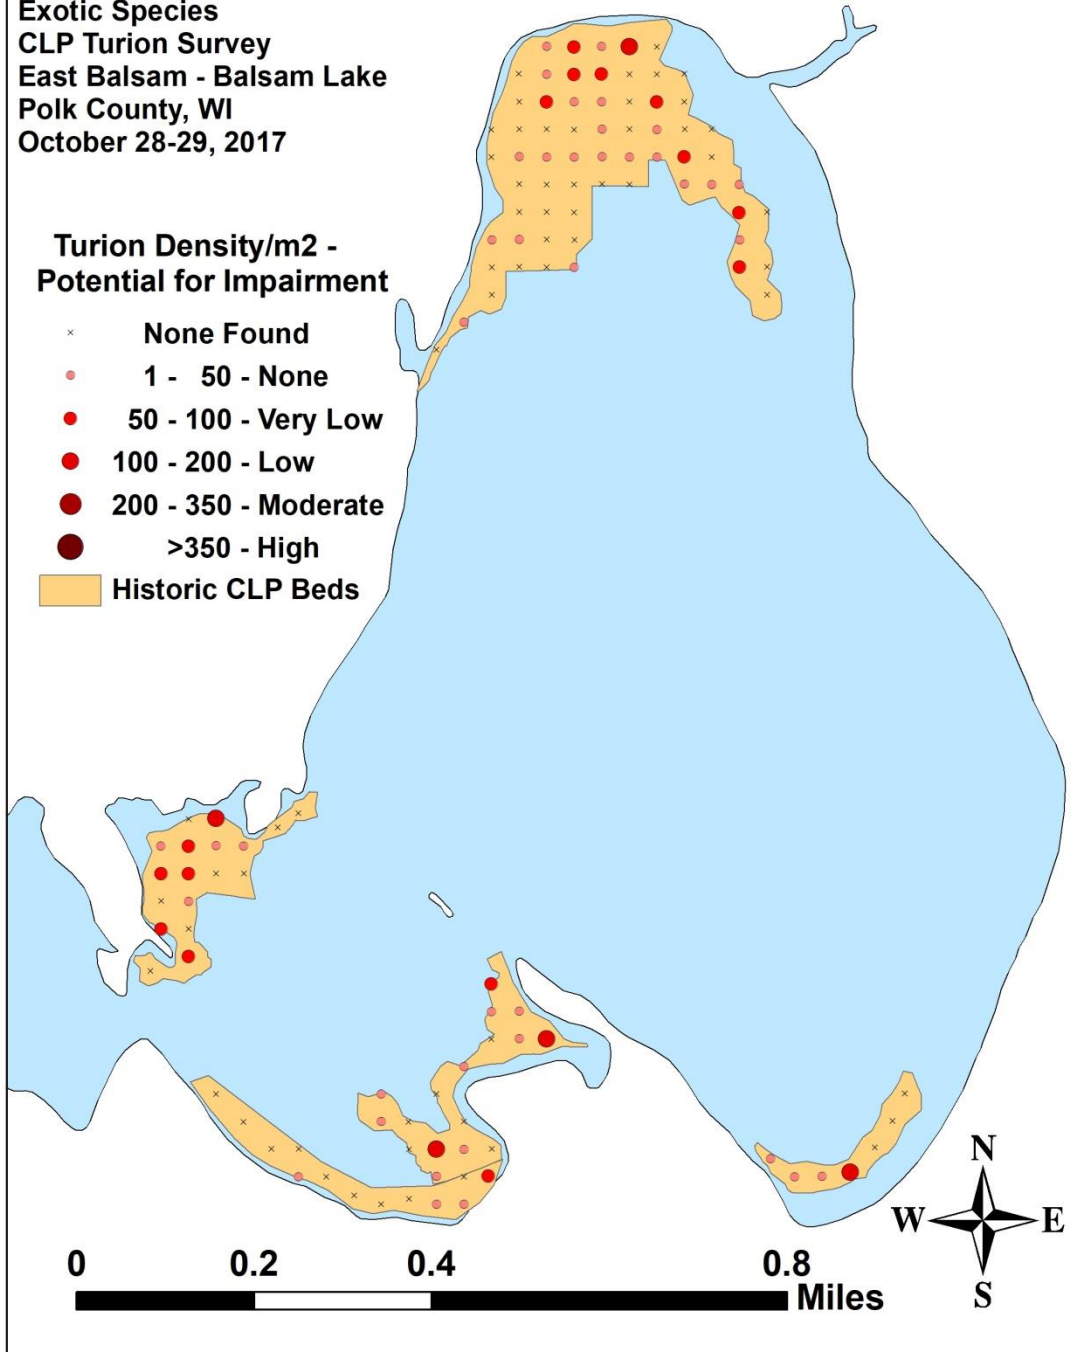 Exotic Species
CLP Turion Survey
East Balsam - Balsam Lake
Polk County, WI
October 28-29, 2017
Turion Density/m2 -
Potential for Impairment
None Found
1 - 50 - None
50 - 100 - Very Low
100 - 200 - Low
200 - 350 - Moderate
>350 - High
Historic CLP Beds
N
W E
S
0 0.2 0.4 0.8
Miles